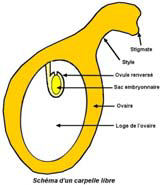 Stigmate
Style
Ovule renversé
Sac embryonnaire
Ovaire
Loge de l'ovaire
Schéma d'un carpelle libre